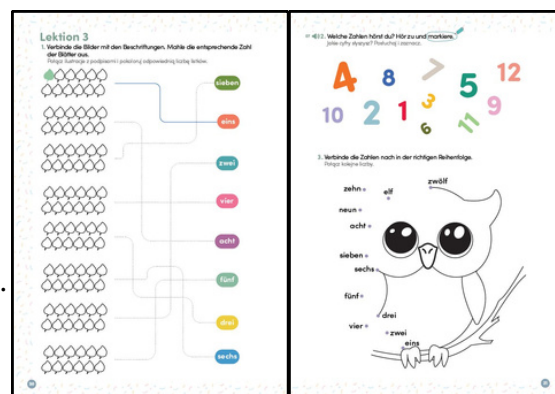 Lektion 3
1. Verbinde die Bilder mit den Beschriftungen. Mahle die entsprechende Zahl
der Blätter aus.
Połącz ilustracje z podpisami i pokoloruj odpowiednią liczbę listków.
sieben
eins
zwei
vier
acht
fünf
drei
sechs
2. Welche Zahlen hörst du? Hör zu und markiere.
Jakie cyfry słyszysz? Posłuchaj i zaznacz.
4 8 7 5 12
10 2 1 3 6 11 9
3. Verbinde die Zahlen nach in der richtigen Reihenfolge.
Połącz kolejne liczby.
zehn elf zwölf
neun
acht
sieben
sechs
fünf
drei
vier
zwei
eins